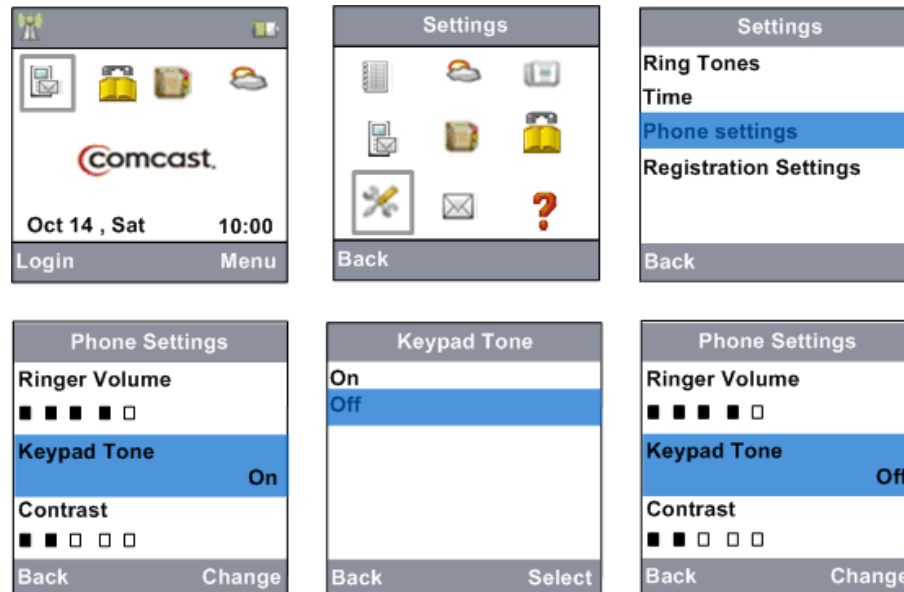 Comcast.
Oct 14 , Sat 10:00
Login Menu
Settings
Back
Settings
Ring Tones
Time
Phone settings
Registration Settings
Back
Phone Settings
Ringer Volume
Keypad Tone
On
Contrast
Back Change
Keypad Tone
On
Off
Back Select
Phone Settings
Ringer Volume
Keypad Tone
Off
Contrast
Back Change